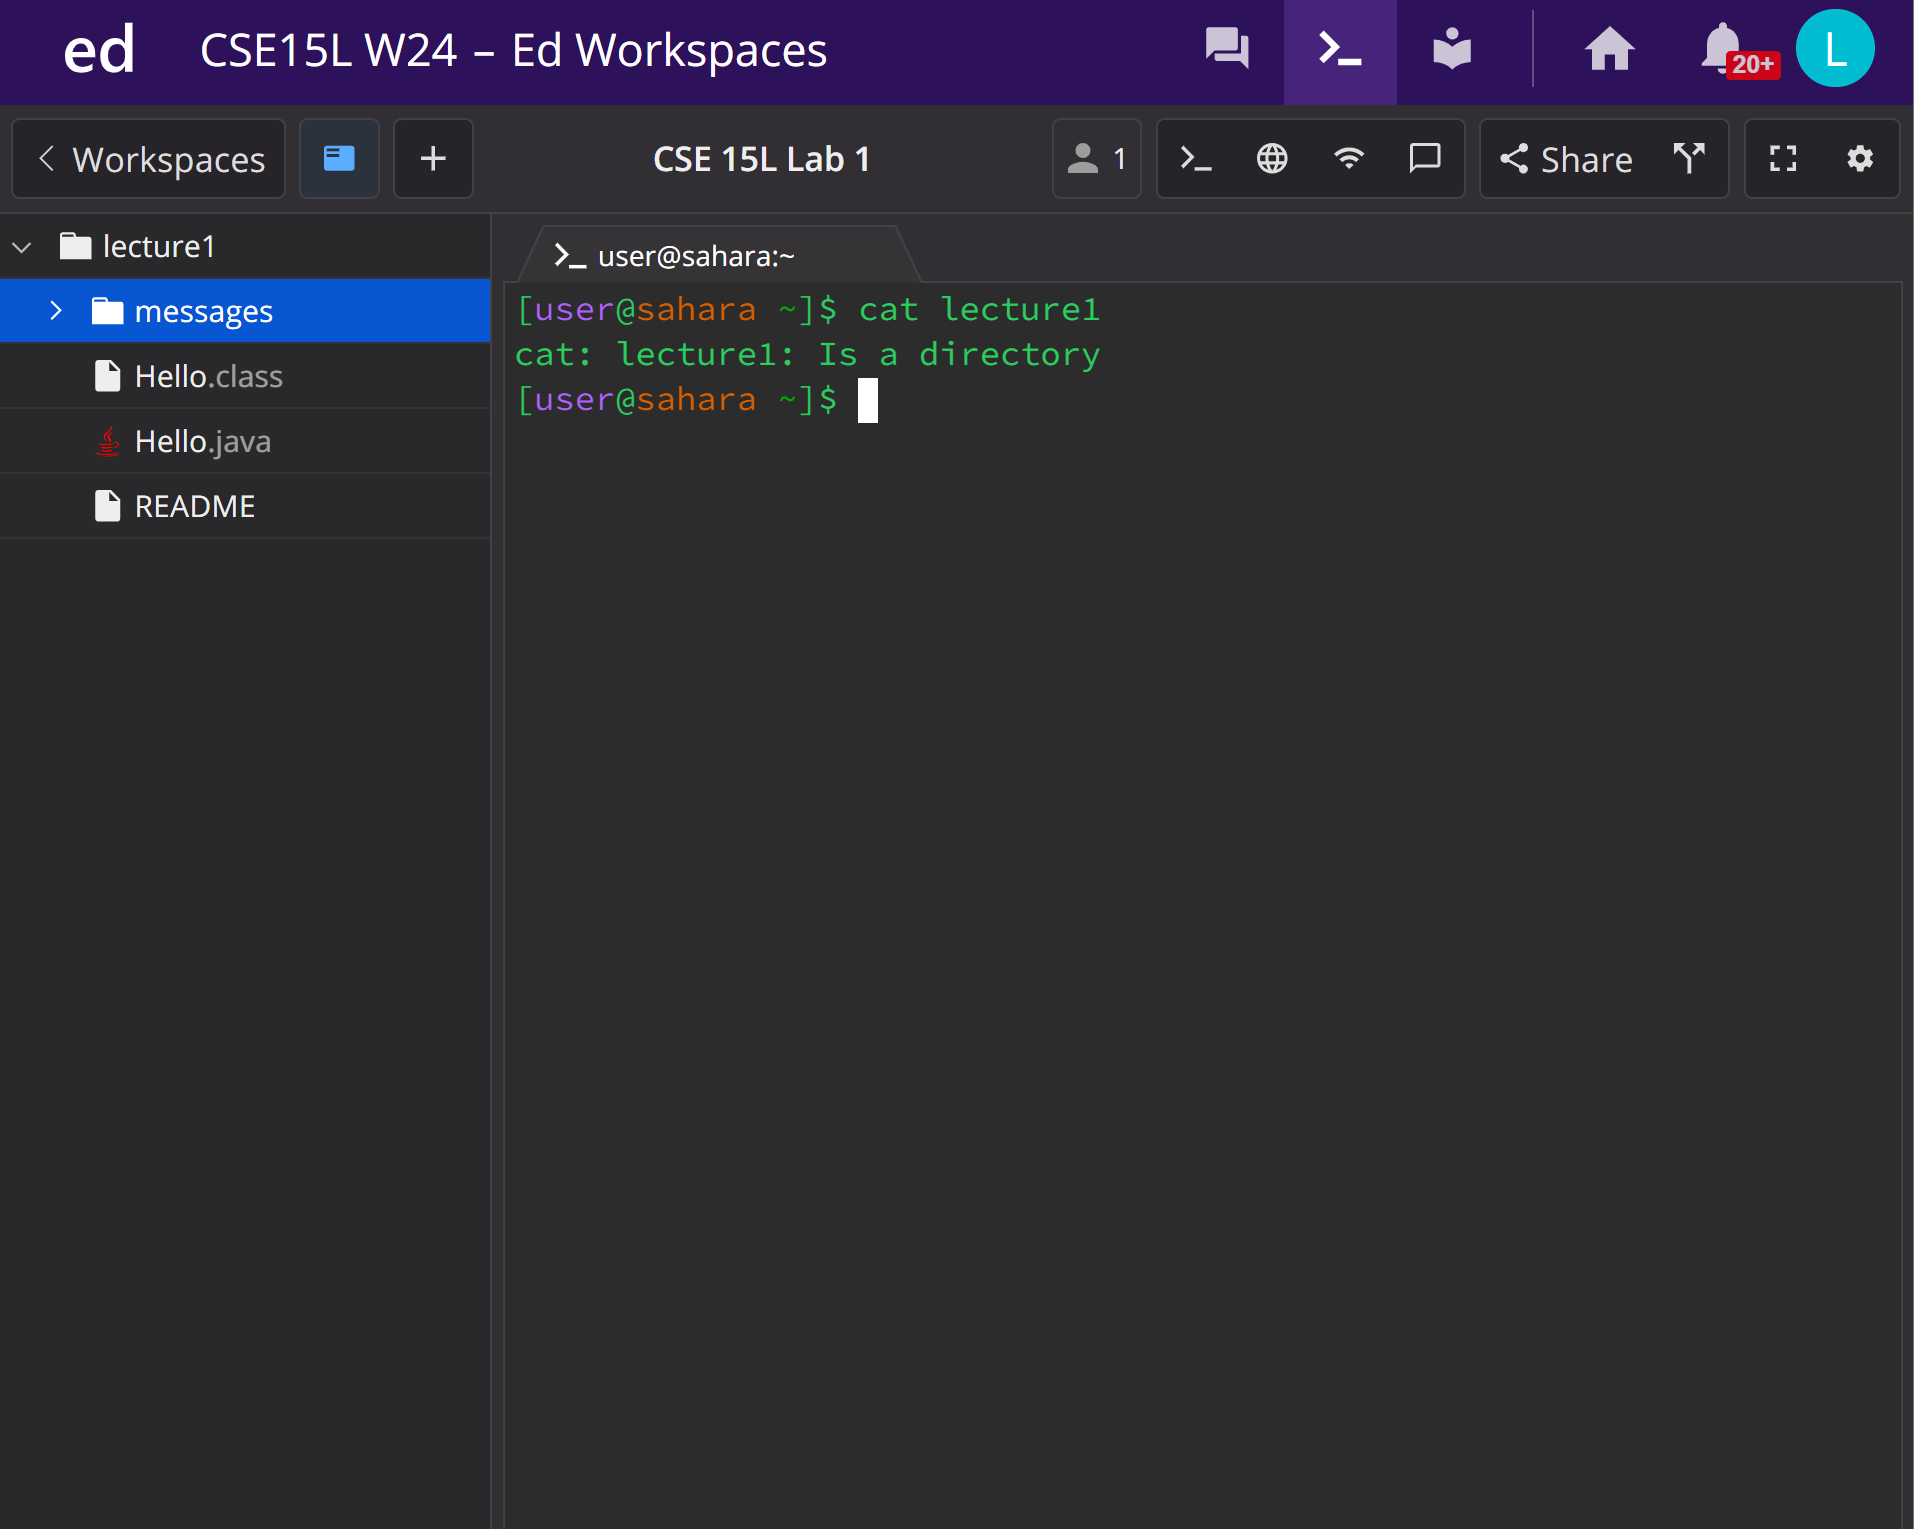 ed CSE15L W24 – Ed Workspaces 20+ L
Workspaces CSE 15L Lab 1 1 Share
lecture1
messages
Hello.class
Hello.java
README
user@sahara:~
[user@sahara ~]$ cat lecture1
cat: lecture1: Is a directory
[user@sahara ~]$